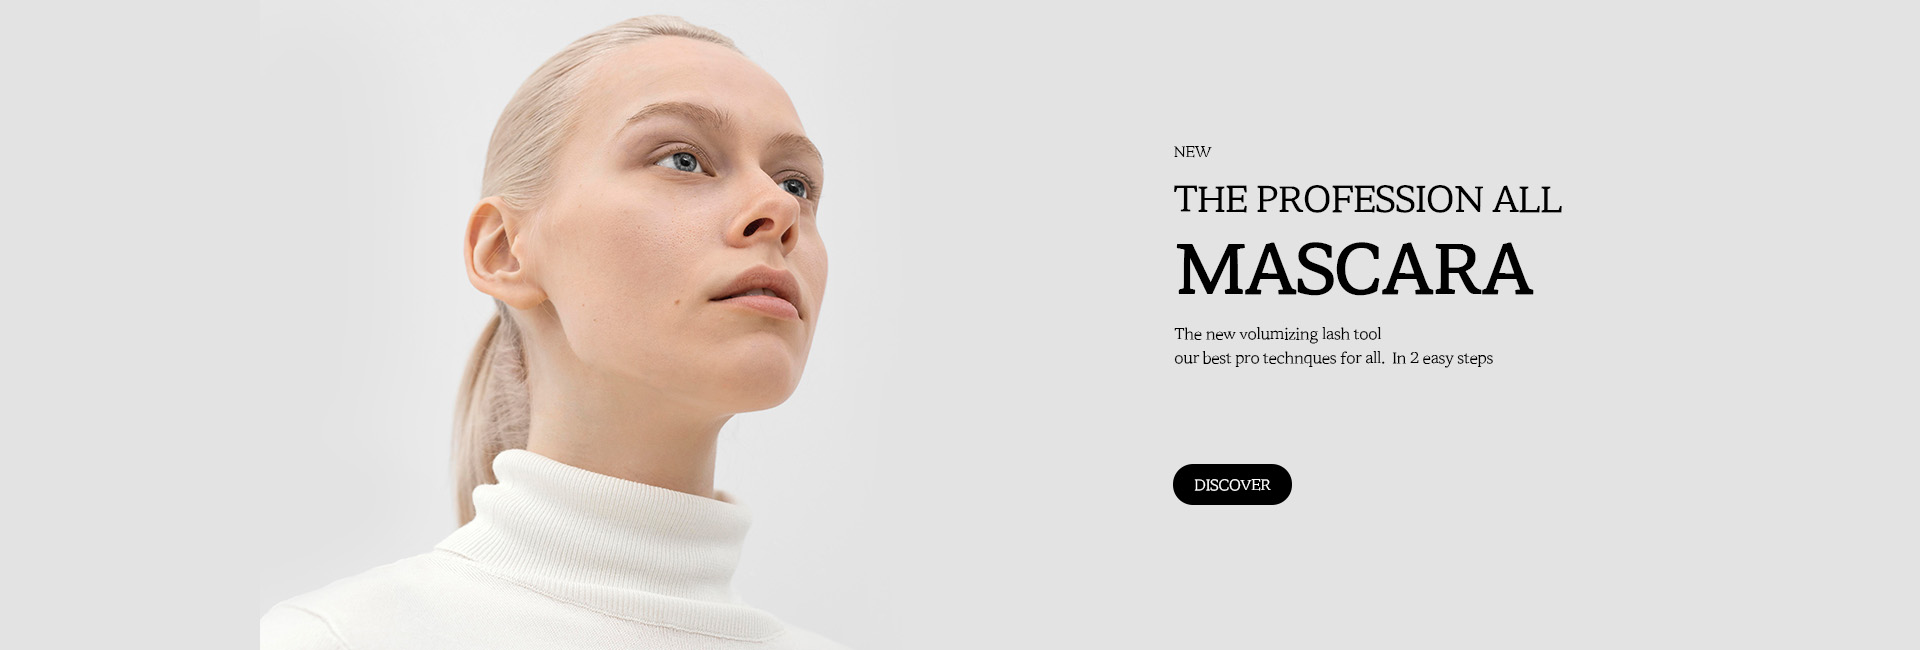 NEW
THE PROFESSION ALL
MASCARA
The new volumizing lash tool
our best pro technques for all. In 2 easy steps
DISCOVER